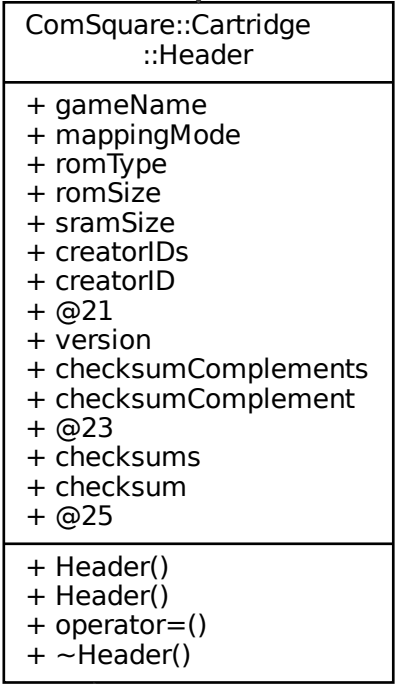 ComSquare::Cartridge
::Header
+ gameName
+ mappingMode
+ romType
+ romSize
+ sramSize
+ creatorIDs
+ creatorID
+ @21
+ version
+ checksumComplements
+ checksumComplement
+ @23
+ checksums
+ checksum
+ @25
+ Header()
+ Header()
+ operator=()
+ ~Header()